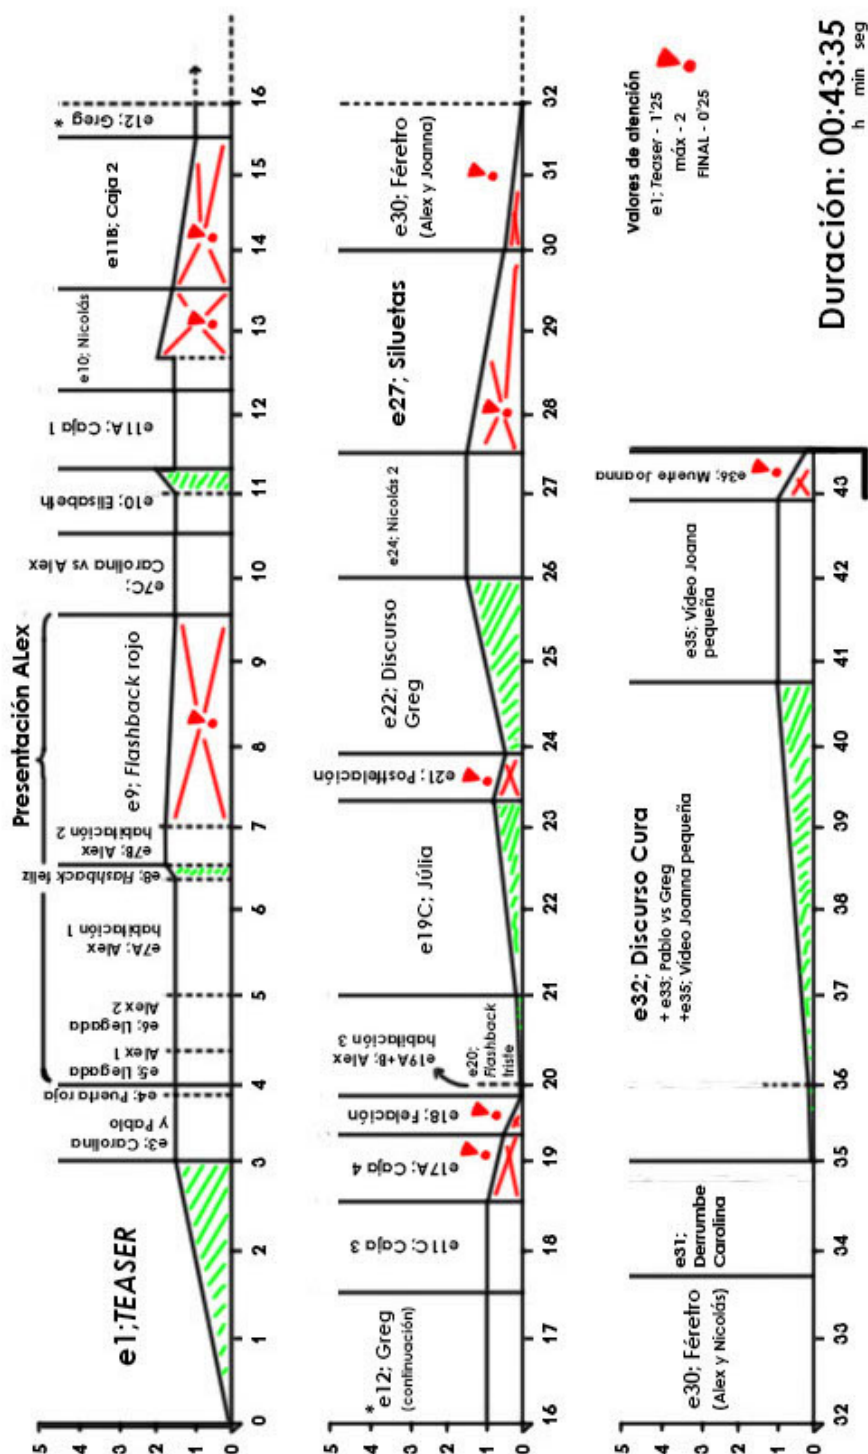 Presentación ALex
e1;TEASER
e3; Carolina
y Pablo
e4; Puerta roja
e5; Llegada
Alex 1
e6; Llegada
Alex 2
e7A; Alex
habitación 1
e8; Flashback feliz
e7B; Alex
habitación 2
e9; Flashback rojo
e7C;
Carolina vs Alex
e10; Elisabeth
e11A; Caja 1
e10; Nicolás
e11B; Caja 2
e12; Greg *
5
3
2
1
0
0 1 2 3 4 5 6 7 8 9 10 11 12 13 14 15 16
* e12; Greg
(continuación)
e11C; Caja 3
e17A; Caja 4
e18; Felación
e19A+B; Alex
habitación 3
e20;
Flashback
triste
e19C; Júlia
e21; Postfelación
e22; Discurso
Greg
e24; Nicolás 2
e27; Siluetas
e30; Féretro
(Alex y Joanna)
5
3
2
1
0
16 17 18 19 20 21 22 23 24 25 26 27 28 29 30 31 32
e30; Féretro
(Alex y Nicolás)
e31;
Derrumbe
Carolina
e32; Discurso Cura
+ e33; Pablo vs Greg
+e35; Vídeo Joanna pequeña
e35; Vídeo Joana
pequeña
e36; Muerte Joanna
5
3
2
1
0
32 33 34 35 36 37 38 39 40 41 42 43
Valores de atención
e1; Teaser - 1'25
máx - 2
FINAL - 0'25
Duración: 00:43:35
h min seg